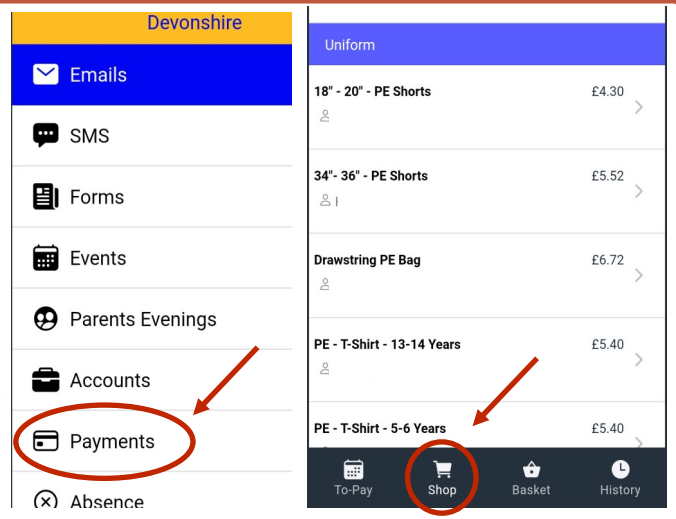 Devonshire
Emails
SMS
Forms
Events
Parents Evenings
Accounts
Payments
Absence
Uniform
18" - 20" - PE Shorts £4.30
34"- 36" - PE Shorts £5.52
Drawstring PE Bag £6.72
PE - T-Shirt - 13-14 Years £5.40
PE - T-Shirt - 5-6 Years £5.40
To-Pay Shop Basket History